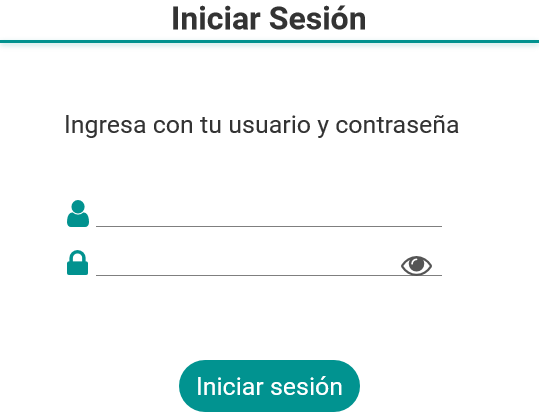 Iniciar Sesión
Ingresa con tu usuario y contraseña
Iniciar sesión